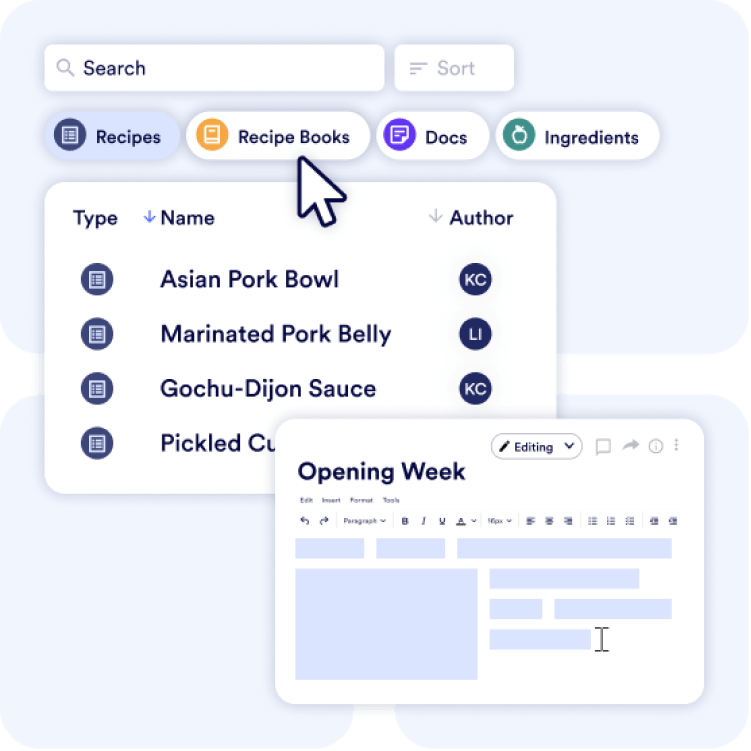 Search Sort
Recipes Recipe Books Docs Ingredients
Type Name Author
Asian Pork Bowl KC
Marinated Pork Belly LI
Gochu-Dijon Sauce KC
Pickled Cu
Editing
Opening Week
Edit Insert Format Tools
Paragraph B I U A 16px